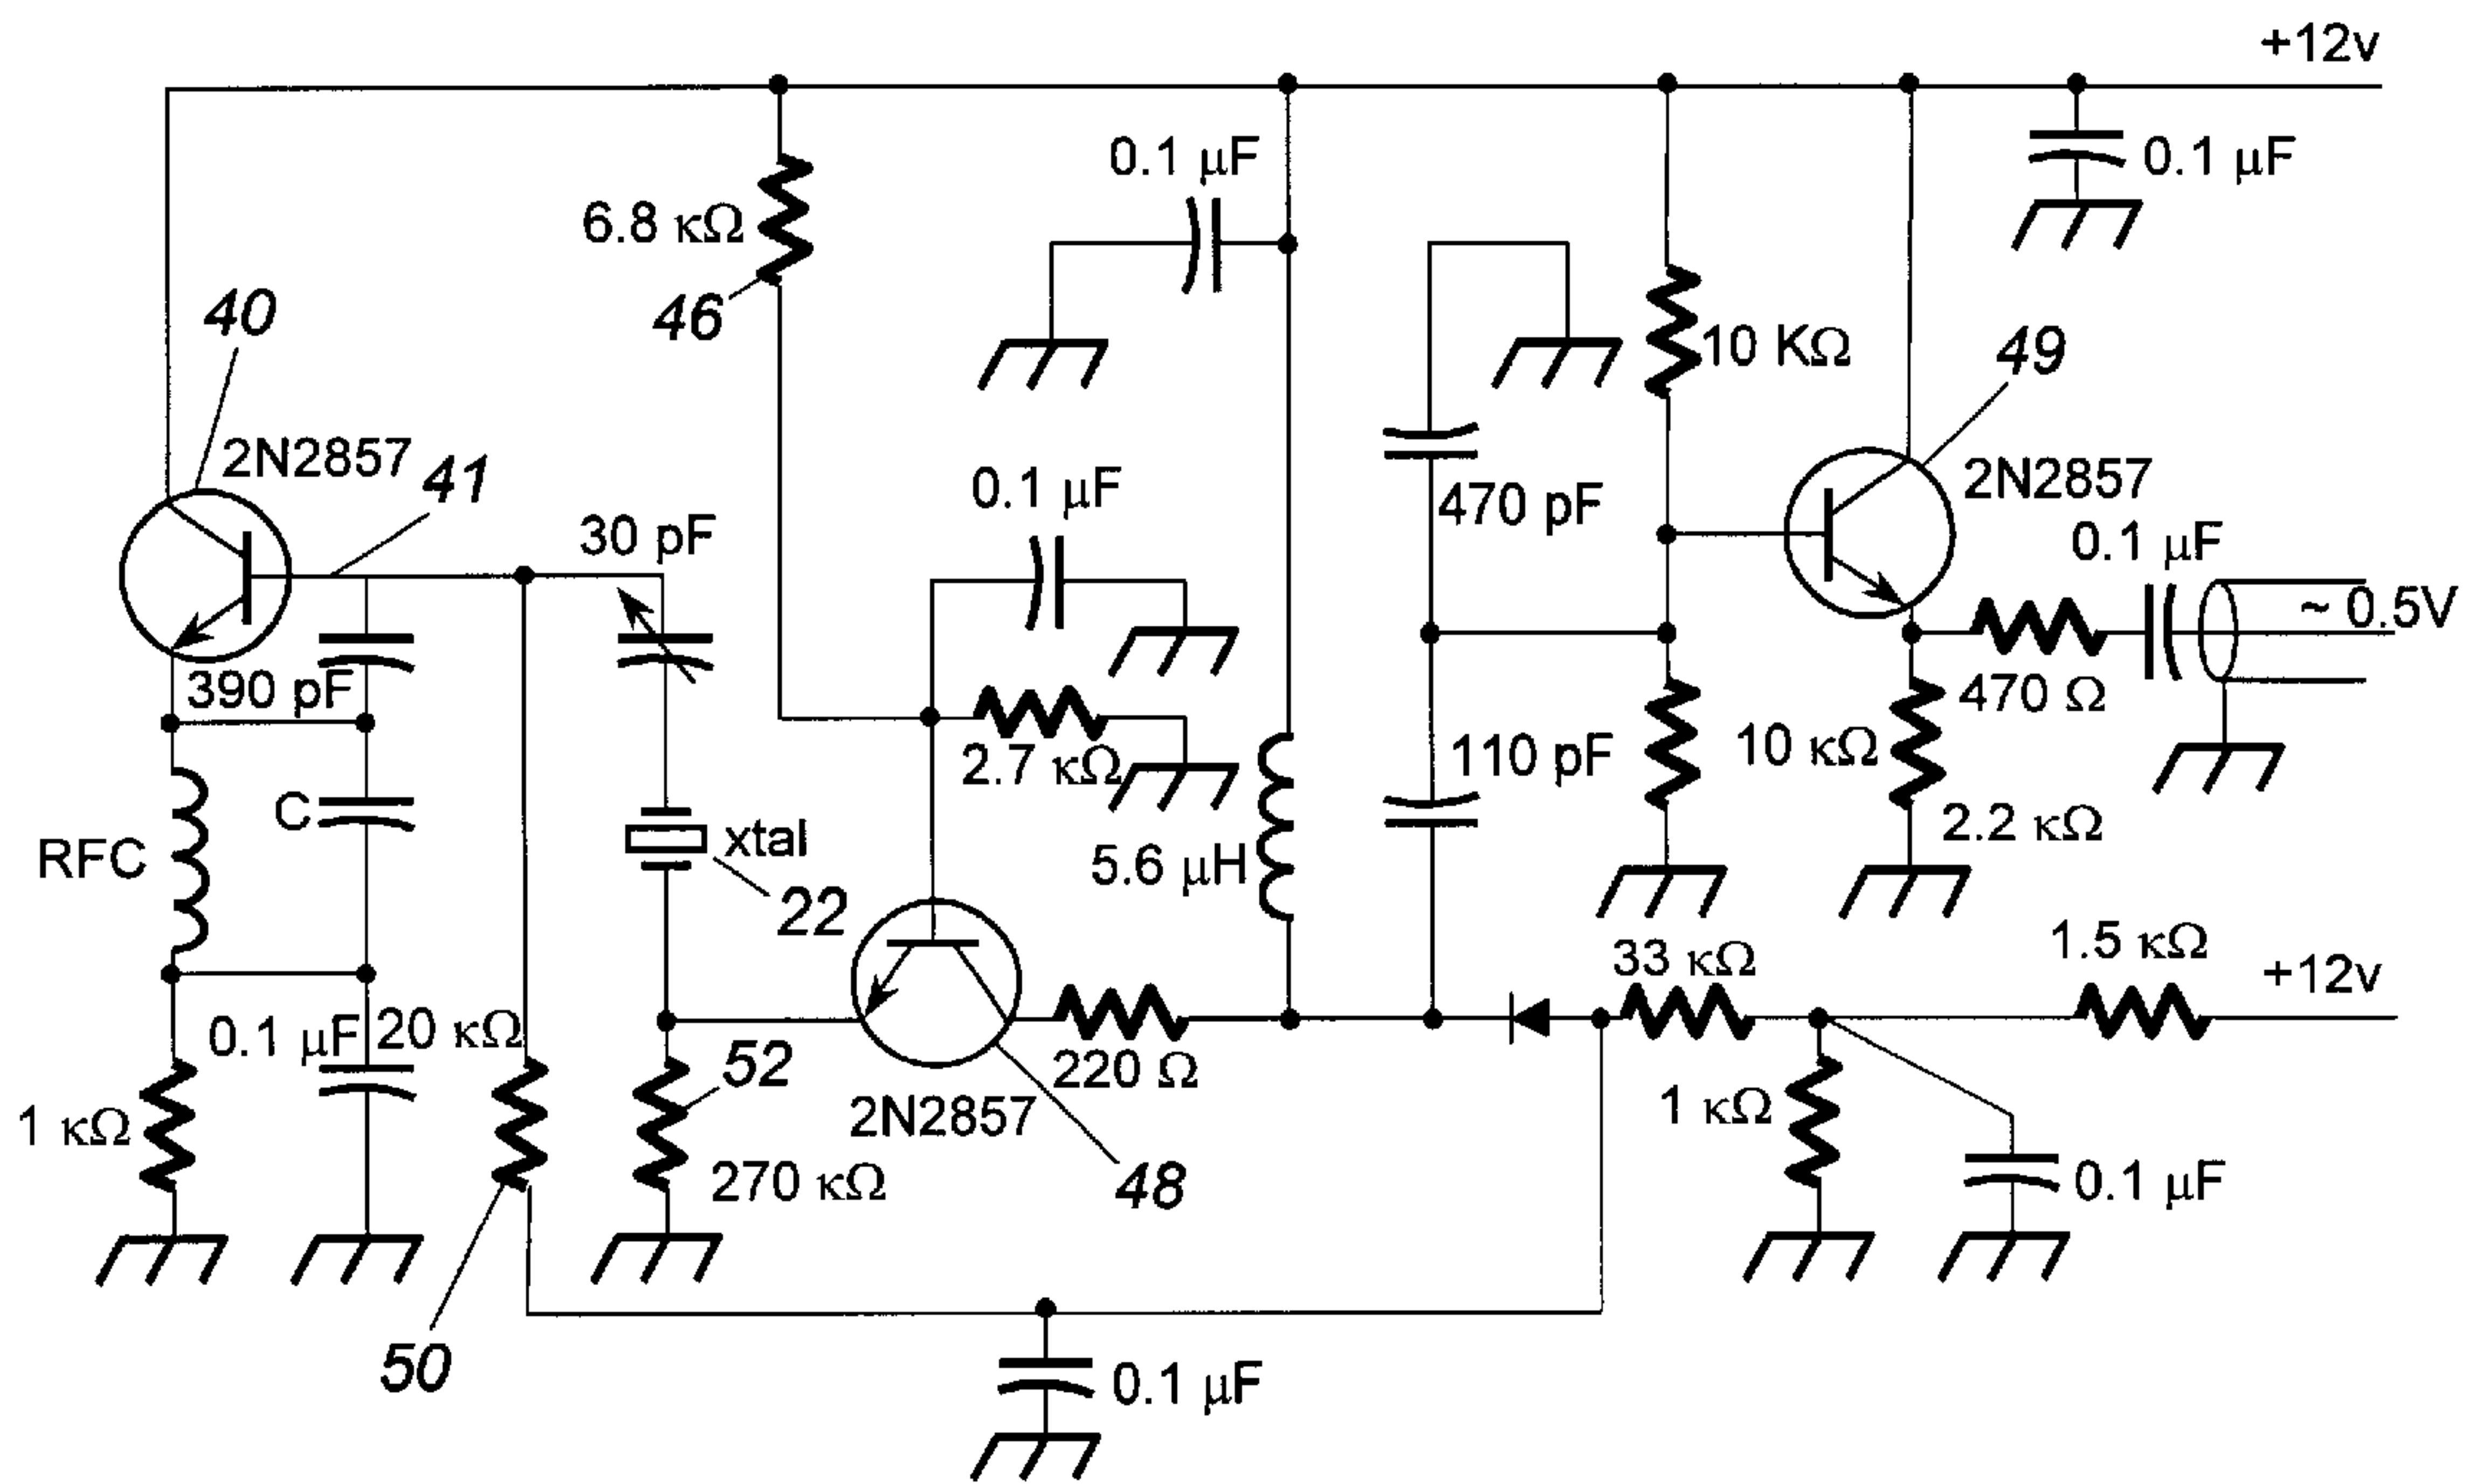 +12v
0.1 µF
0.1 µF
6.8 κΩ
46
40
10 KΩ
49
2N2857
41
0.1 µF
470 pF
2N2857
30 pF
0.1 µF
~ 0.5V
390 pF
470 Ω
2.7 κΩ
110 pF
10 κΩ
C
xtal
RFC
5.6 µH
2.2 κΩ
22
33 κΩ
1.5 κΩ
+12v
0.1 µF
20 κΩ
52
220 Ω
1 κΩ
2N2857
1 κΩ
270 κΩ
48
0.1 µF
50
0.1 µF